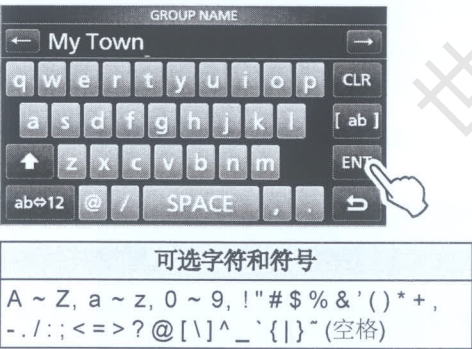 GROUP NAME
← My Town_ →
q w e r t y u i o p CLR
a s d f g h j k l [ ab ]
z x c v b n m ENT
ab⇔12 @ / SPACE , .
可选字符和符号
A ~ Z, a ~ z, 0 ~ 9, ! " # $ % & ' ( ) * + ,
- . / : ; < = > ? @ [ \ ] ^ _ ` { | } ~ (空格)